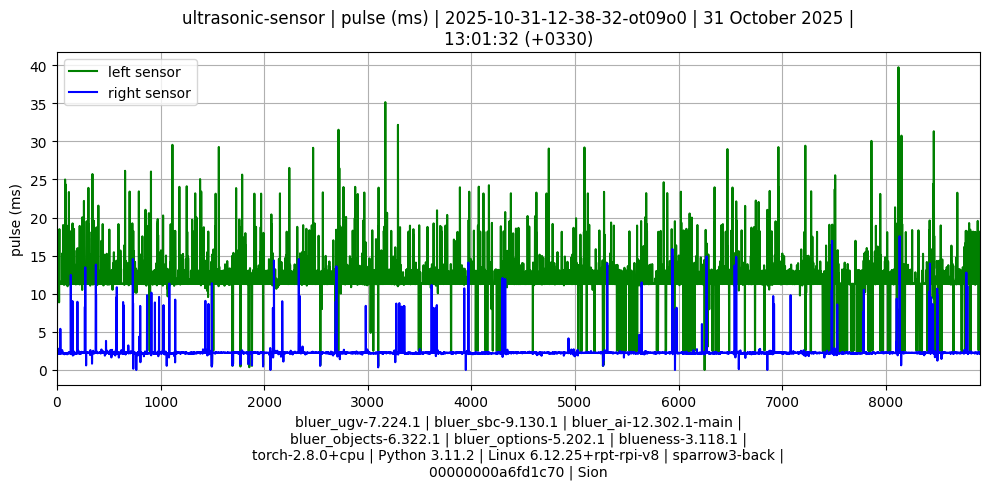 ultrasonic-sensor | pulse (ms) | 2025-10-31-12-38-32-ot09o0 | 31 October 2025 |
13:01:32 (+0330)
left sensor
right sensor
pulse (ms)
40
35
30
25
20
15
10
5
0
0 1000 2000 3000 4000 5000 6000 7000 8000
bluer_ugv-7.224.1 | bluer_sbc-9.130.1 | bluer_ai-12.302.1-main |
bluer_objects-6.322.1 | bluer_options-5.202.1 | blueness-3.118.1 |
torch-2.8.0+cpu | Python 3.11.2 | Linux 6.12.25+rpt-rpi-v8 | sparrow3-back |
00000000a6fd1c70 | Sion